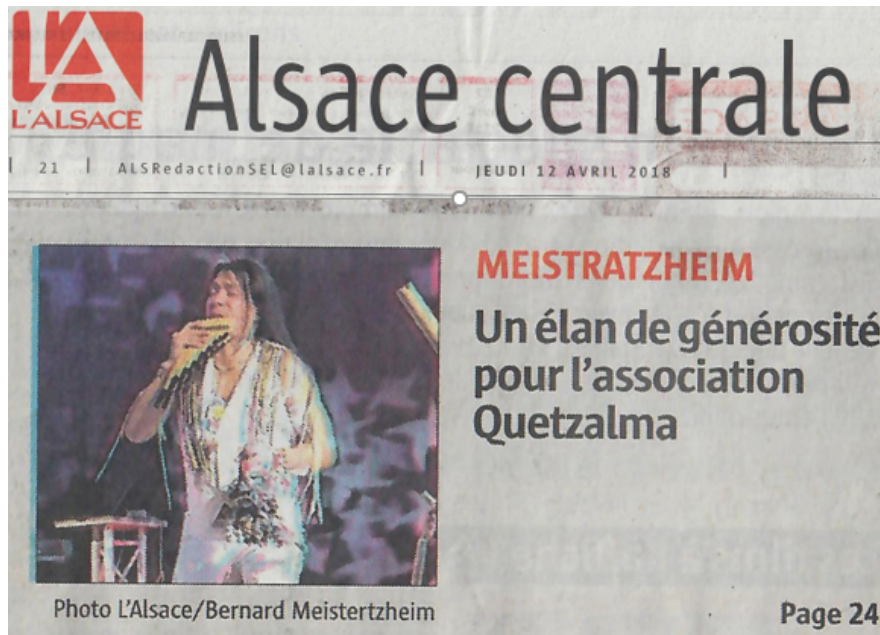 L'ALSACE
Alsace centrale
21 | ALSRedactionSEL@lalsace.fr | JEUDI 12 AVRIL 2018 |
MEISTRATZHEIM
Un élan de générosité
pour l'association
Quetzalma
Photo L'Alsace/Bernard Meistertzheim
Page 24